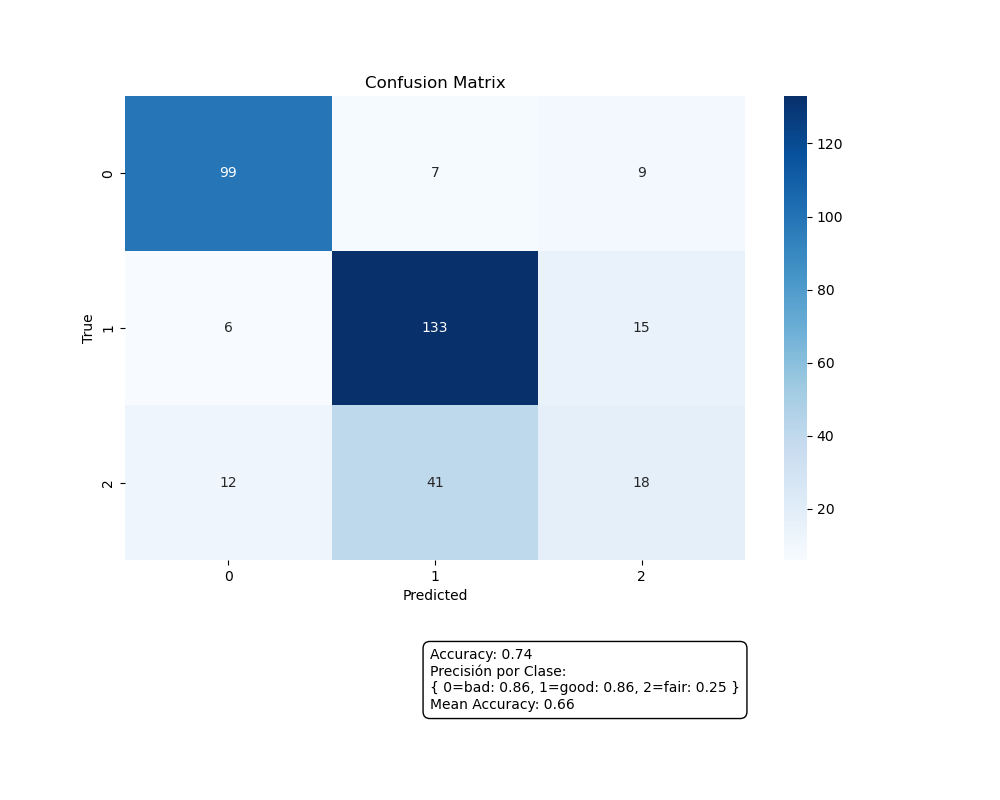 Confusion Matrix
0 99 7 9
1 6 133 15
2 12 41 18
0 1 2
True
Predicted
120
100
80
60
40
20
Accuracy: 0.74
Precisión por Clase:
{ 0=bad: 0.86, 1=good: 0.86, 2=fair: 0.25 }
Mean Accuracy: 0.66